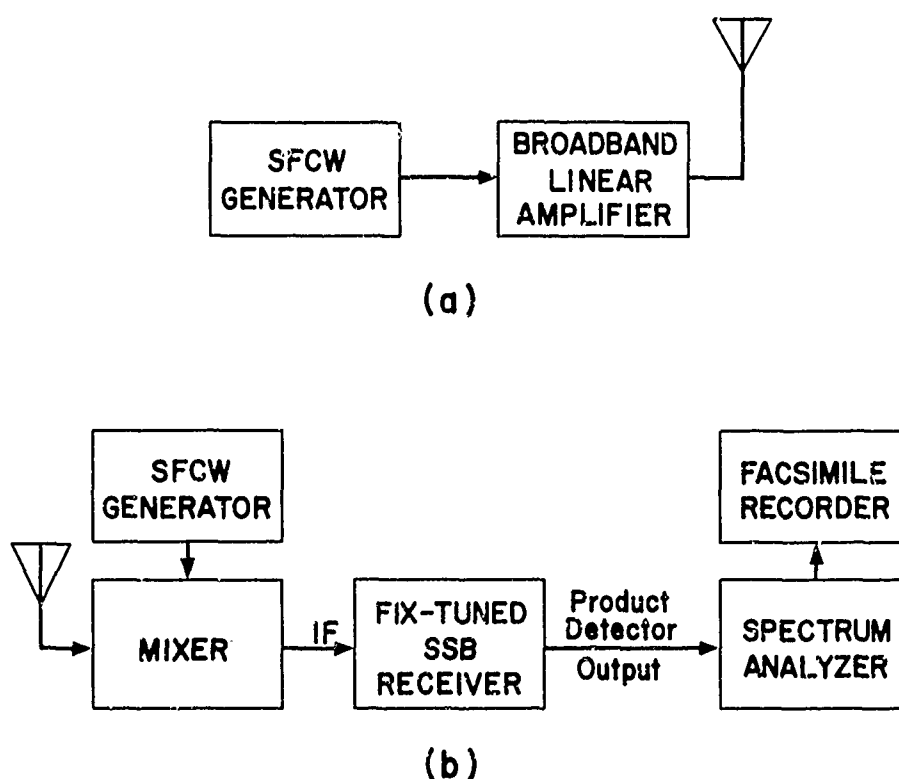 SFCW
GENERATOR
BROADBAND
LINEAR
AMPLIFIER
(a)
SFCW
GENERATOR
MIXER
IF
FIX-TUNED
SSB
RECEIVER
Product
Detector
Output
FACSIMILE
RECORDER
SPECTRUM
ANALYZER
(b)